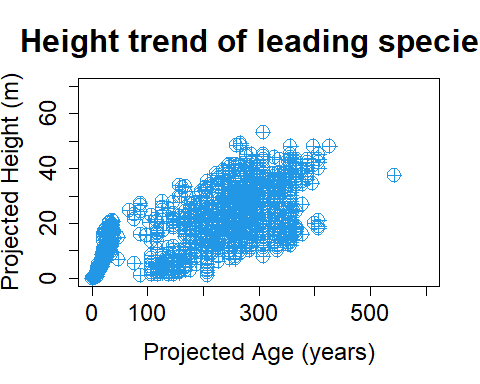 Height trend of leading specie
Projected Height (m)
60
40
20
0
0 100 300 500
Projected Age (years)